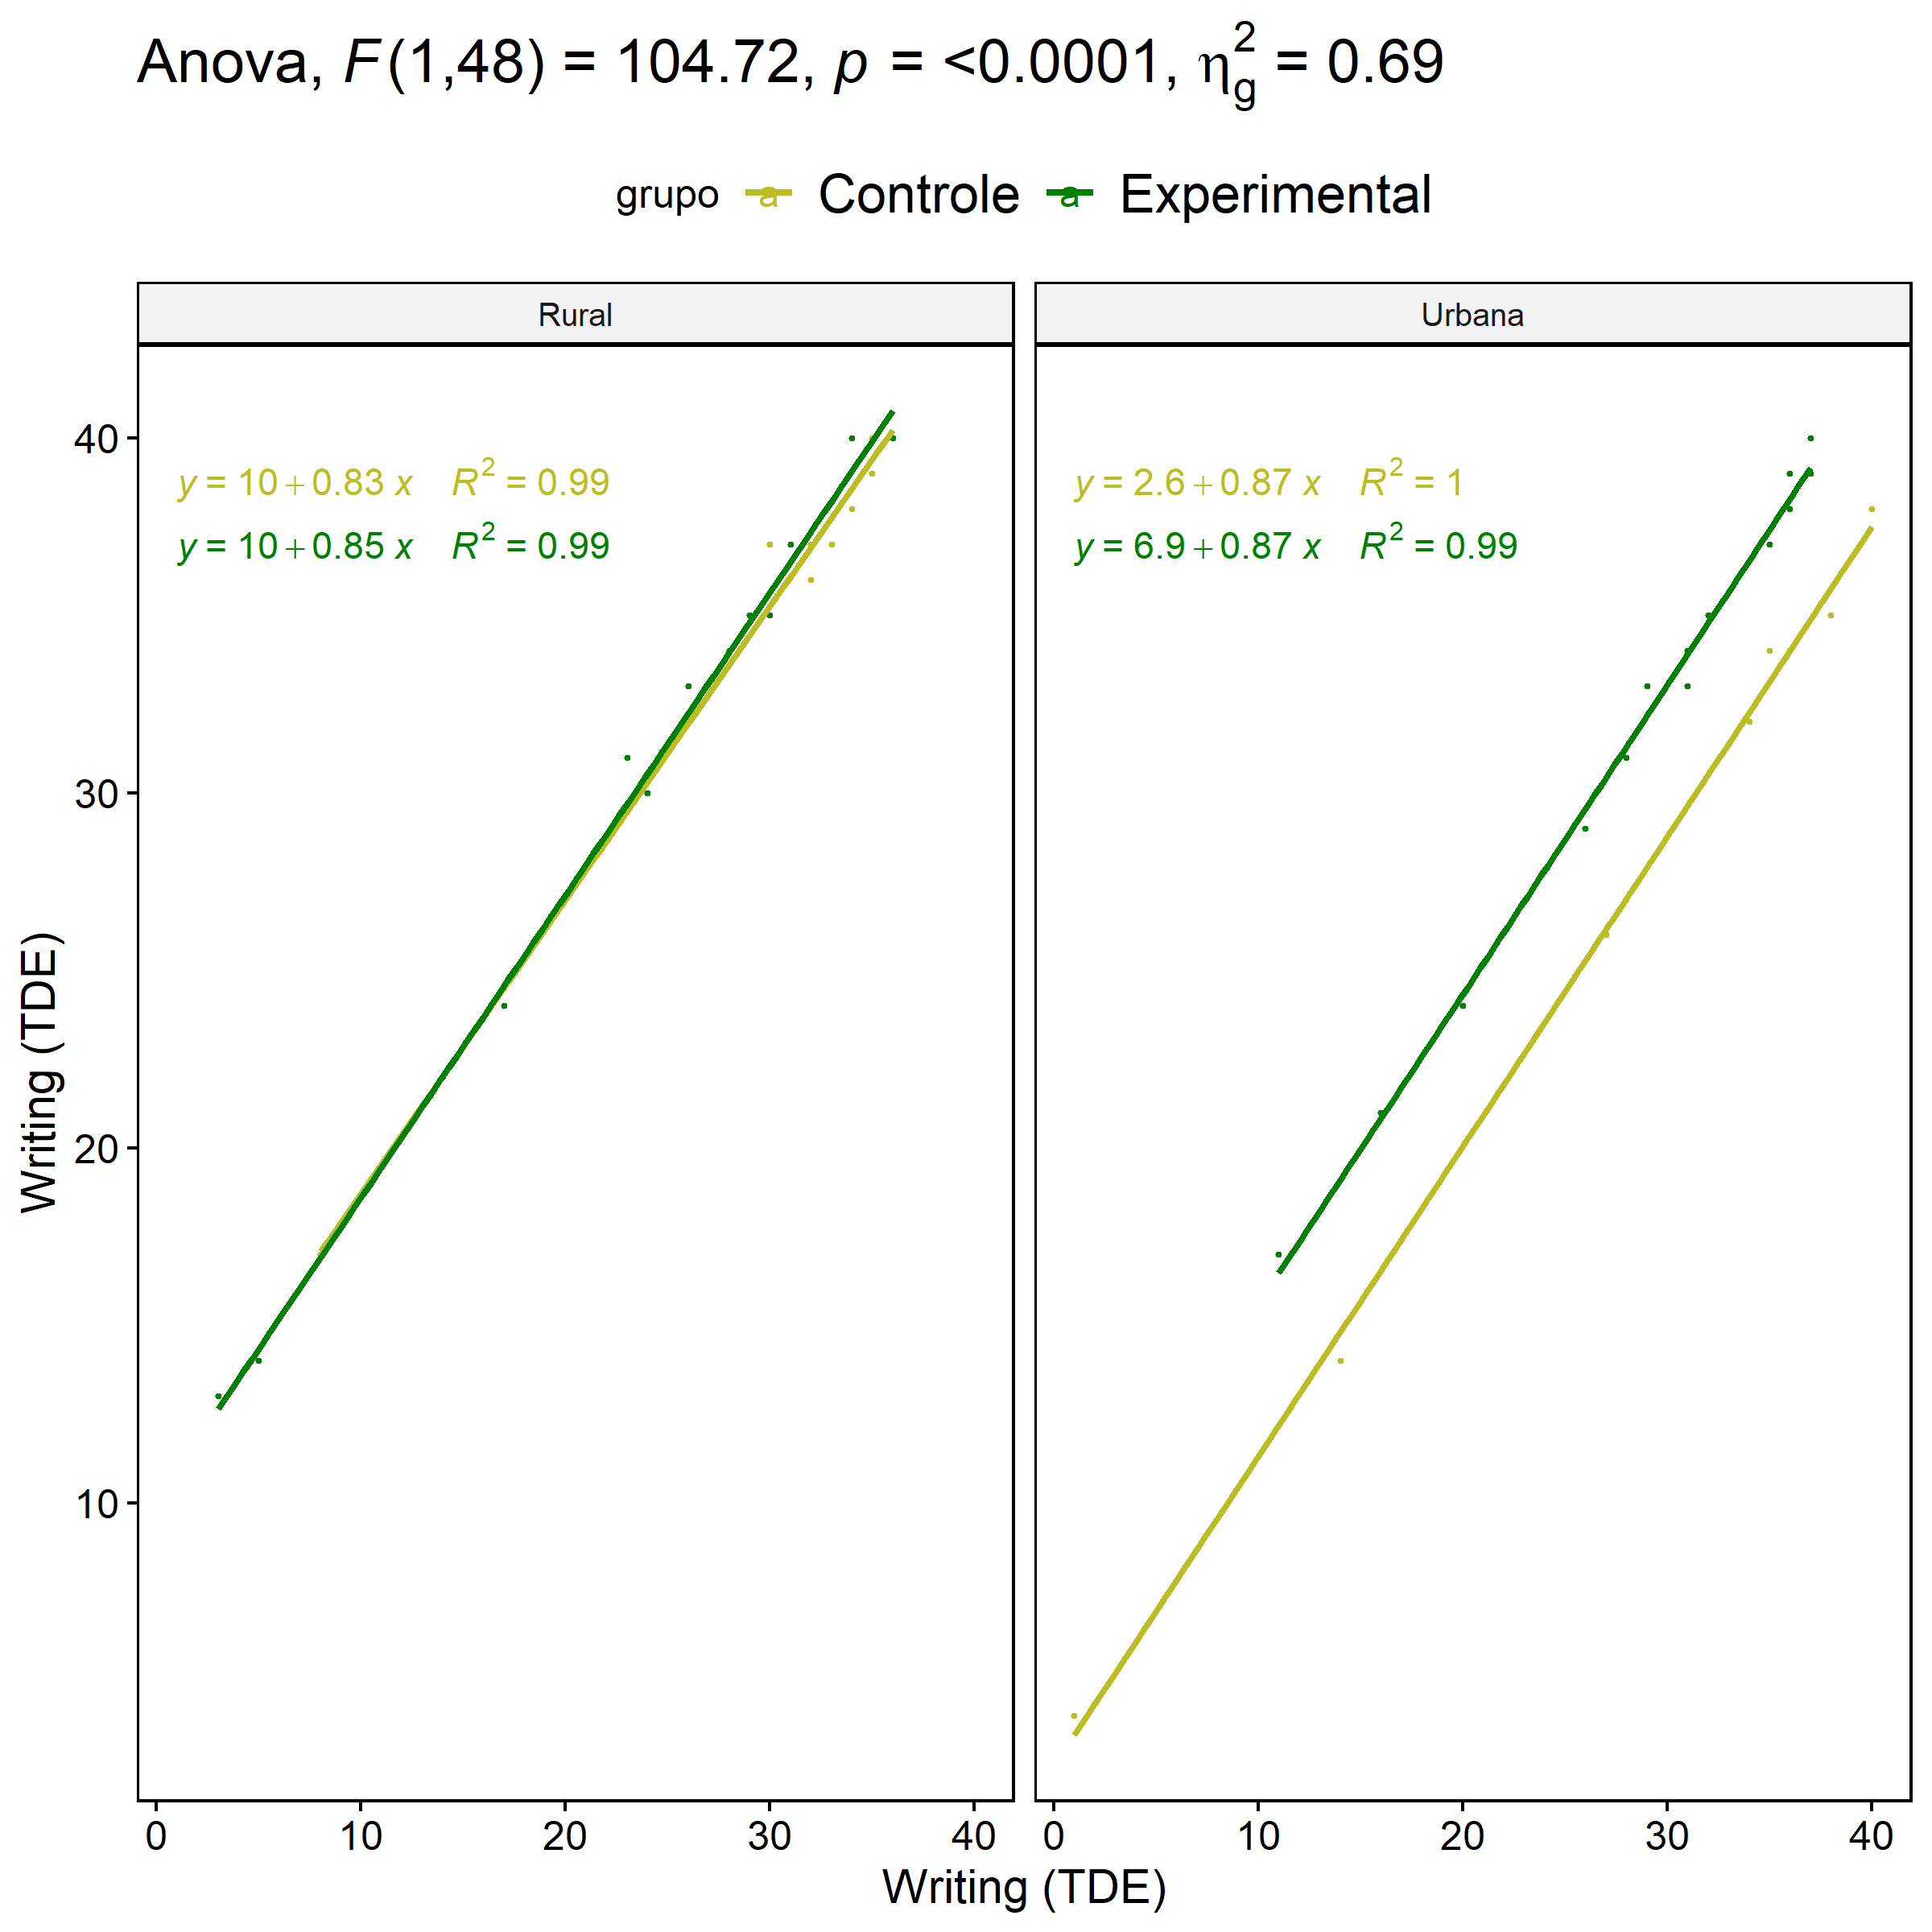 Anova, F(1,48) = 104.72, p = <0.0001, η²g = 0.69
grupo a Controle a Experimental
Rural
Urbana
y = 10 + 0.83 x R² = 0.99
y = 10 + 0.85 x R² = 0.99
y = 2.6 + 0.87 x R² = 1
y = 6.9 + 0.87 x R² = 0.99
40
30
20
10
Writing (TDE)
0 10 20 30 40
0 10 20 30 40
Writing (TDE)